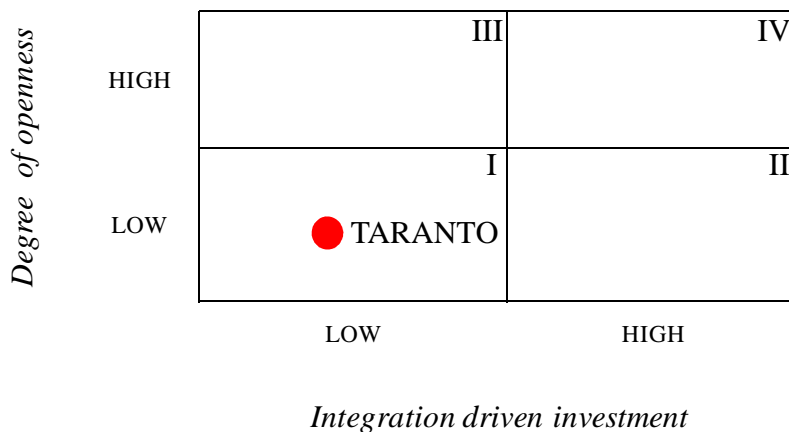 Degree of openness
III
IV
HIGH
I
II
LOW
TARANTO
LOW
HIGH
Integration driven investment